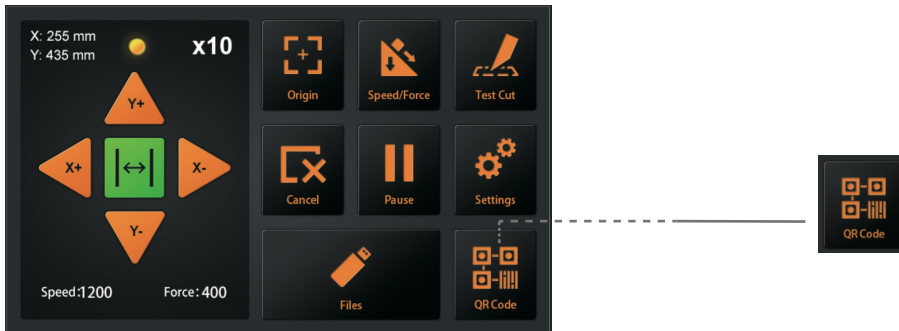 X: 255 mm
Y: 435 mm
x10
Y+
X+
X-
Y-
Speed:1200
Force: 400
Origin
Speed/Force
Test Cut
Cancel
Pause
Settings
Files
QR Code
QR Code